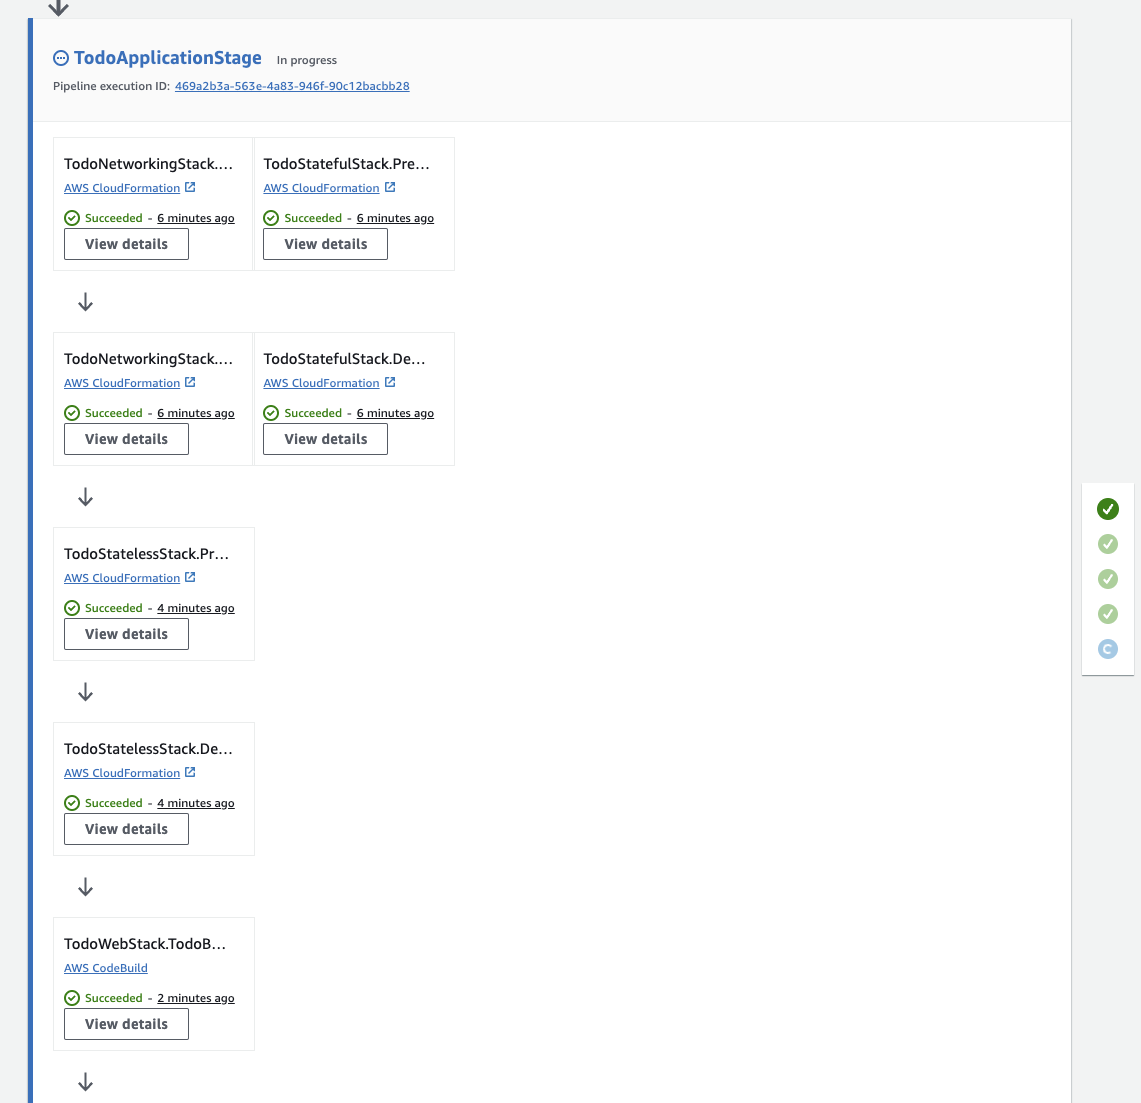 TodoApplicationStage In progress
Pipeline execution ID: 469a2b3a-563e-4a83-946f-90c12bacbb28
TodoNetworkingStack.... TodoStatefulStack.Pre...
AWS CloudFormation AWS CloudFormation
Succeeded - 6 minutes ago Succeeded - 6 minutes ago
View details View details
TodoNetworkingStack.... TodoStatefulStack.De...
AWS CloudFormation AWS CloudFormation
Succeeded - 6 minutes ago Succeeded - 6 minutes ago
View details View details
TodoStatelessStack.Pr...
AWS CloudFormation
Succeeded - 4 minutes ago
View details
C
TodoStatelessStack.De...
AWS CloudFormation
Succeeded - 4 minutes ago
View details
TodoWebStack.TodoB...
AWS CodeBuild
Succeeded - 2 minutes ago
View details